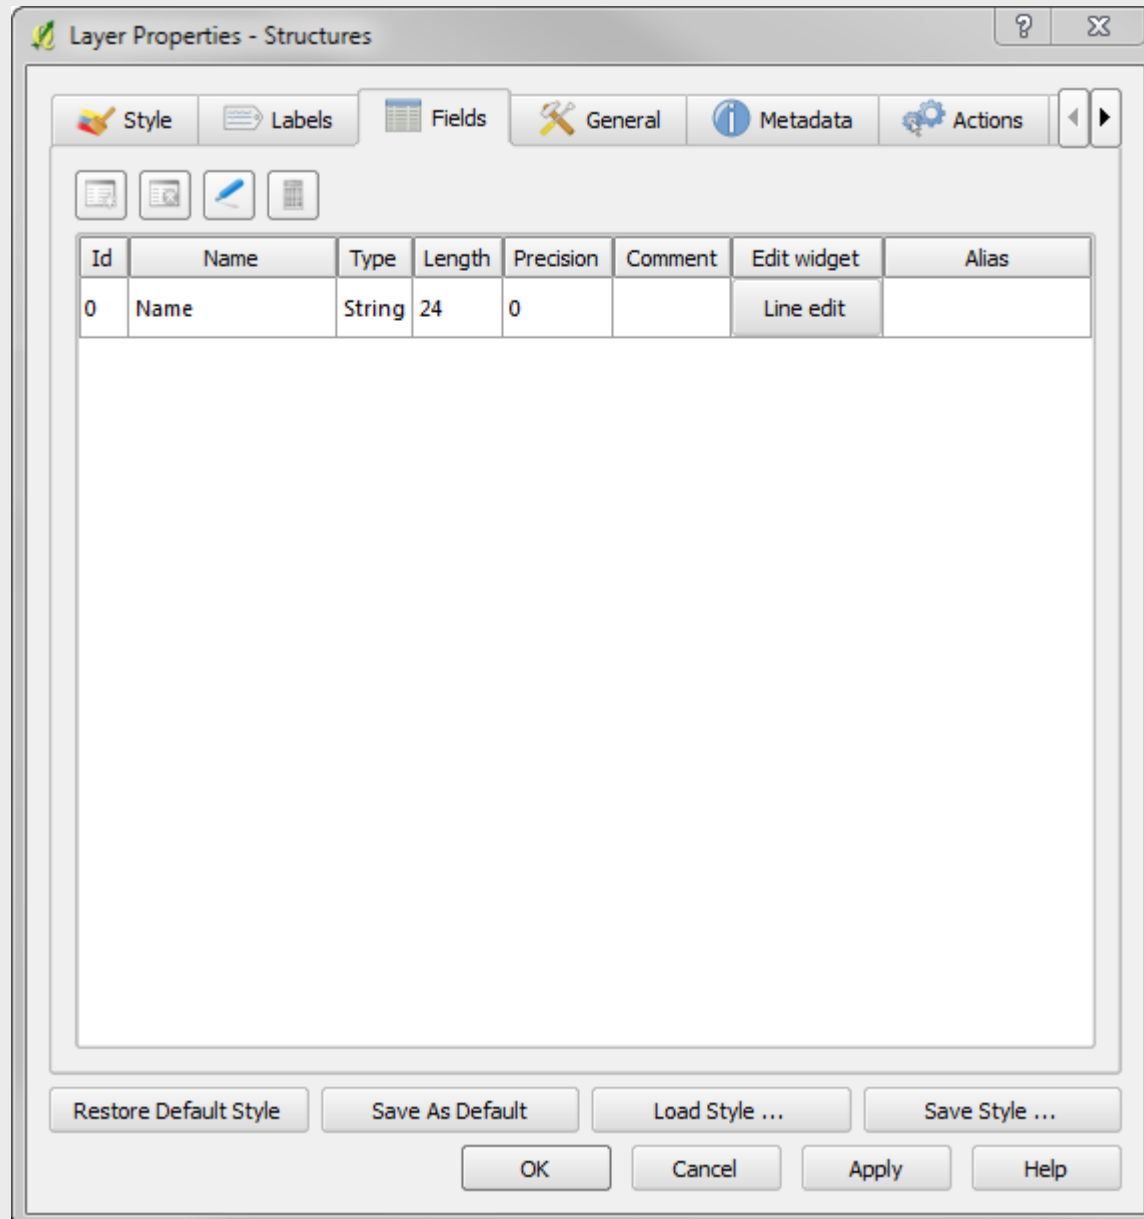 Layer Properties - Structures
Style Labels Fields General Metadata Actions
Id Name Type Length Precision Comment Edit widget Alias
0 Name String 24 0 Line edit
Restore Default Style Save As Default Load Style ... Save Style ...
OK Cancel Apply Help